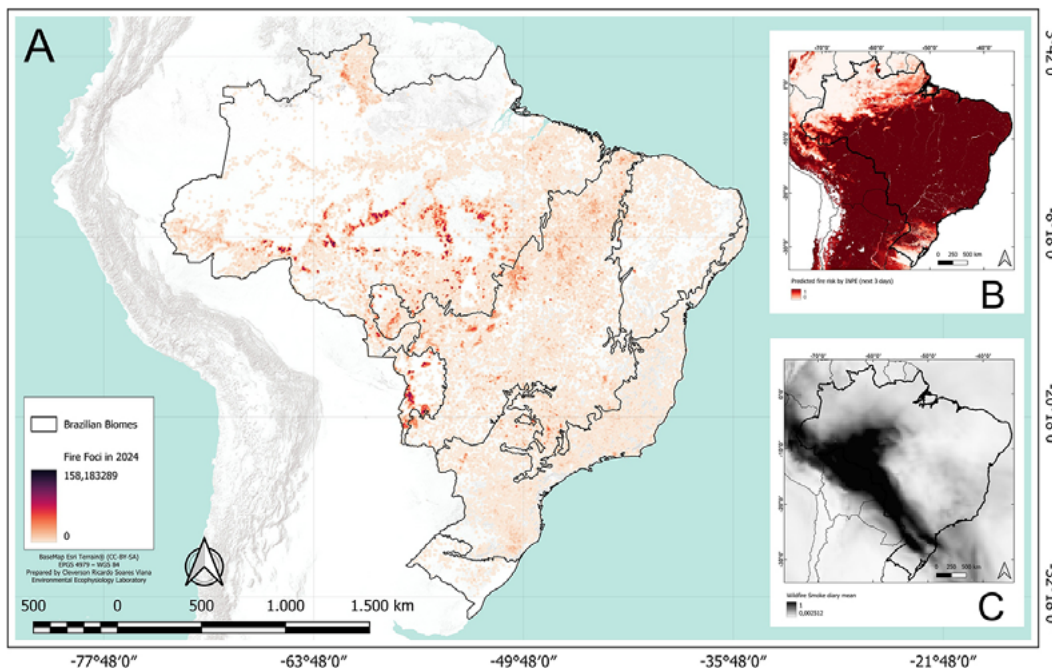 A
Brazilian Biomes
Fire Foci in 2024
158,183289
0
BaseMap Esri Terrain® (CC-BY-SA)
EPGS 4979 – WGS 84
Prepared by Cleverson Ricardo Soares Viana
Environmental Ecophysiology Laboratory
500 0 500 1.000 1.500 km
-77°48′0″ -63°48′0″ -49°48′0″ -35°48′0″ -21°48′0″
0 250 500 km
Predicted fire risk by INPE (next 3 days)
1
0
B
0 250 500 km
Wildfire Smoke diary mean
1
0,002512
C